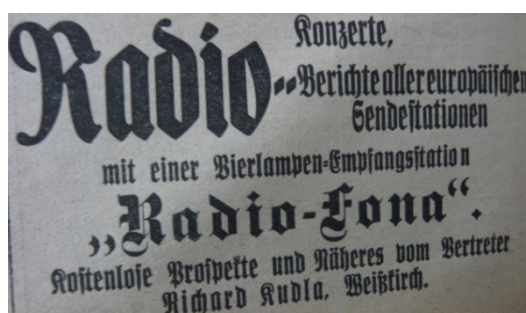 Radio-
Konzerte,
Berichte aller europäischen
Sendestationen
mit einer Vierlampen-Empfangsstation
„Radio-Fona“.
Kostenlose Prospekte und Näheres vom Vertreter
Richard Kudla, Weißkirch.